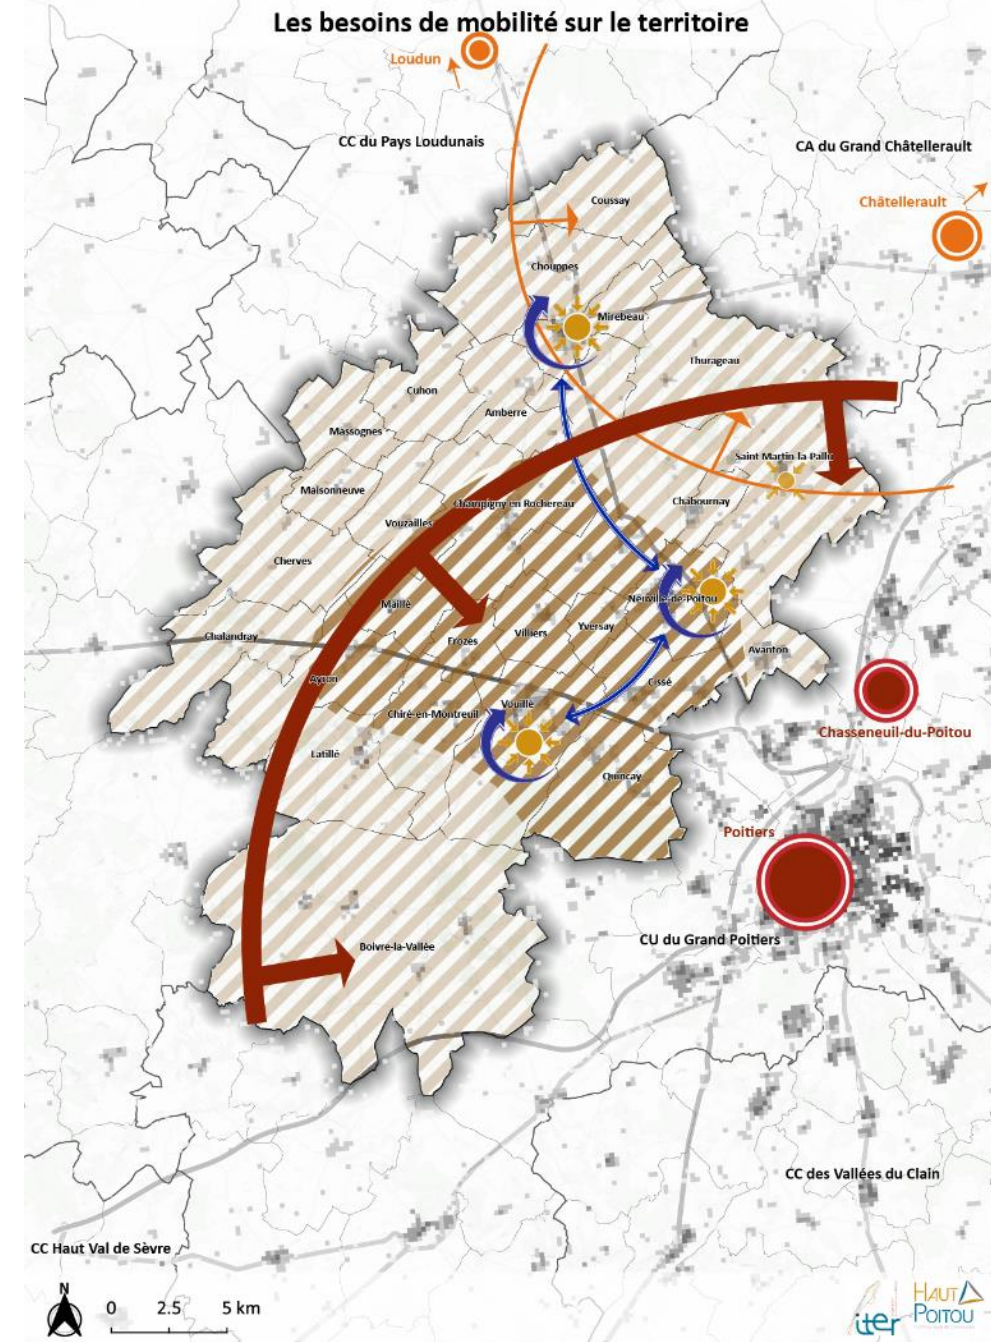 Les besoins de mobilité sur le territoire
Loudun
CC du Pays Loudunais
CA du Grand Châtellerault
Châtellerault
Coussay
Chouppes
Mirebeau
Thurageau
Cuhon
Amberre
Massognes
Saint Martin-la-Pallu
Maisonneuve
Champigny en Rochereau
Chabournay
Vouzailles
Cherves
Maillé
Neuville-de-Poitou
Chalandray
Frozes
Villiers
Yversay
Avanton
Ayron
Cissé
Vouillé
Chiré-en-Montreuil
Chasseneuil-du-Poitou
Latillé
Quinçay
Poitiers
CU du Grand Poitiers
Boivre-la-Vallée
CC des Vallées du Clain
CC Haut Val de Sèvre
N
0 2.5 5 km
iter
HAUT
POITOU